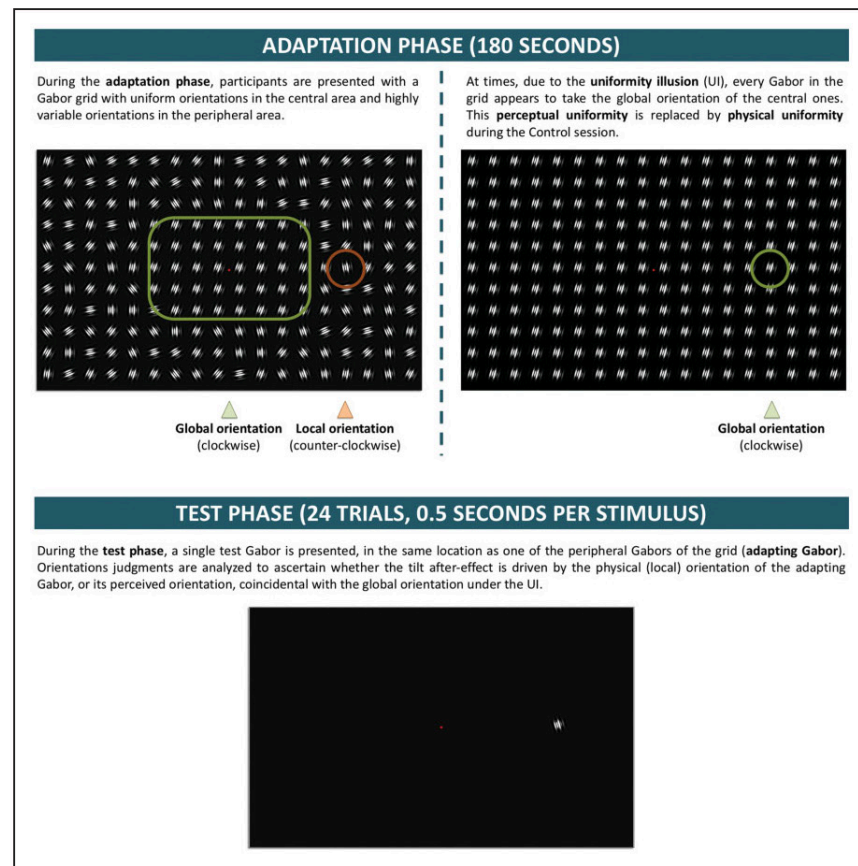 ADAPTATION PHASE (180 SECONDS)
During the adaptation phase, participants are presented with a
Gabor grid with uniform orientations in the central area and highly
variable orientations in the peripheral area.
At times, due to the uniformity illusion (UI), every Gabor in the
grid appears to take the global orientation of the central ones.
This perceptual uniformity is replaced by physical uniformity
during the Control session.
Global orientation
(clockwise)
Local orientation
(counter-clockwise)
Global orientation
(clockwise)
TEST PHASE (24 TRIALS, 0.5 SECONDS PER STIMULUS)
During the test phase, a single test Gabor is presented, in the same location as one of the peripheral Gabors of the grid (adapting Gabor).
Orientations judgments are analyzed to ascertain whether the tilt after-effect is driven by the physical (local) orientation of the adapting
Gabor, or its perceived orientation, coincidental with the global orientation under the UI.